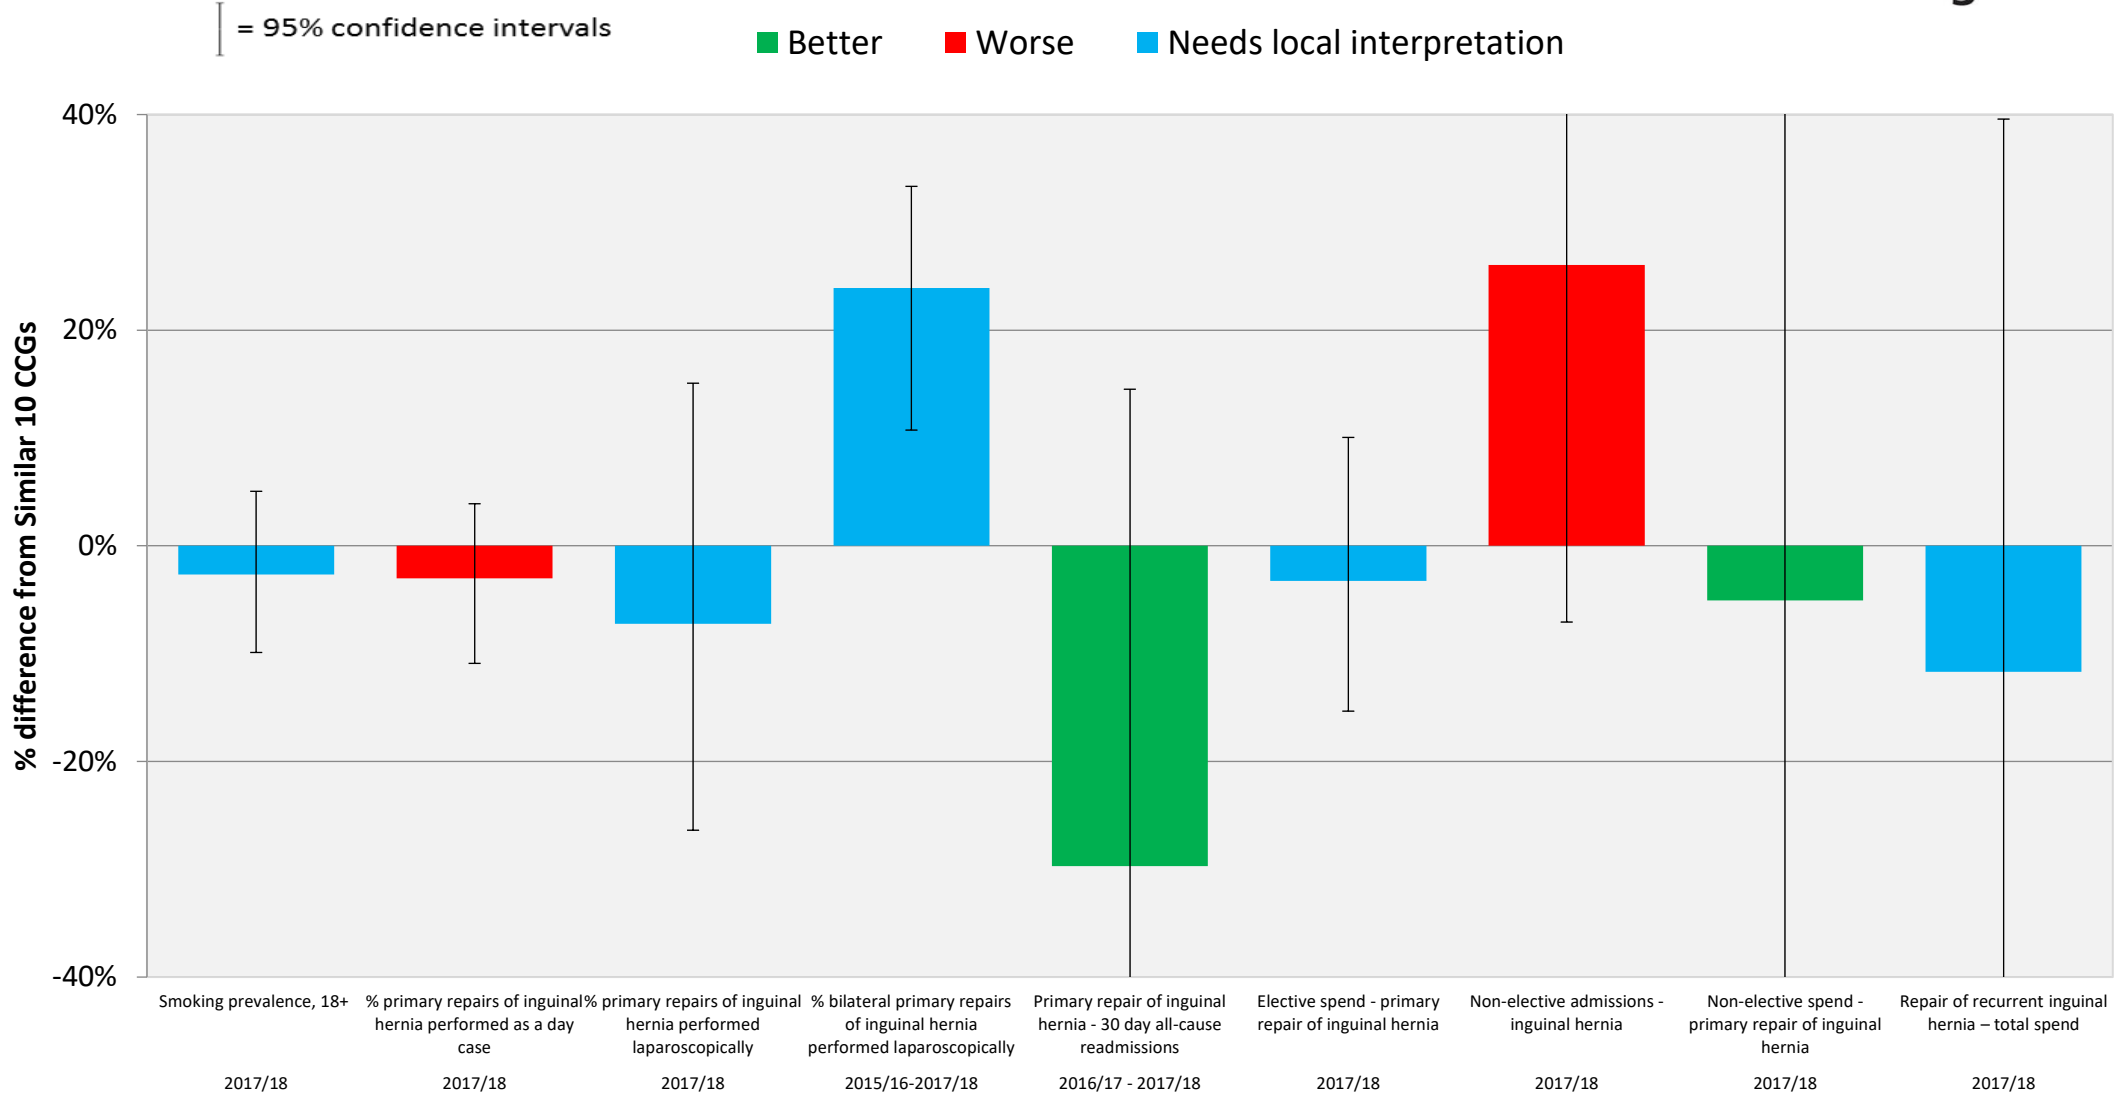 = 95% confidence intervals
Better
Worse
Needs local interpretation
% difference from Similar 10 CCGs
40%
20%
0%
-20%
-40%
Smoking prevalence, 18+
2017/18
% primary repairs of inguinal
hernia performed as a day
case
2017/18
% primary repairs of inguinal
hernia performed
laparoscopically
2017/18
% bilateral primary repairs
of inguinal hernia
performed laparoscopically
2015/16-2017/18
Primary repair of inguinal
hernia - 30 day all-cause
readmissions
2016/17 - 2017/18
Elective spend - primary
repair of inguinal hernia
2017/18
Non-elective admissions -
inguinal hernia
2017/18
Non-elective spend -
primary repair of inguinal
hernia
2017/18
Repair of recurrent inguinal
hernia – total spend
2017/18